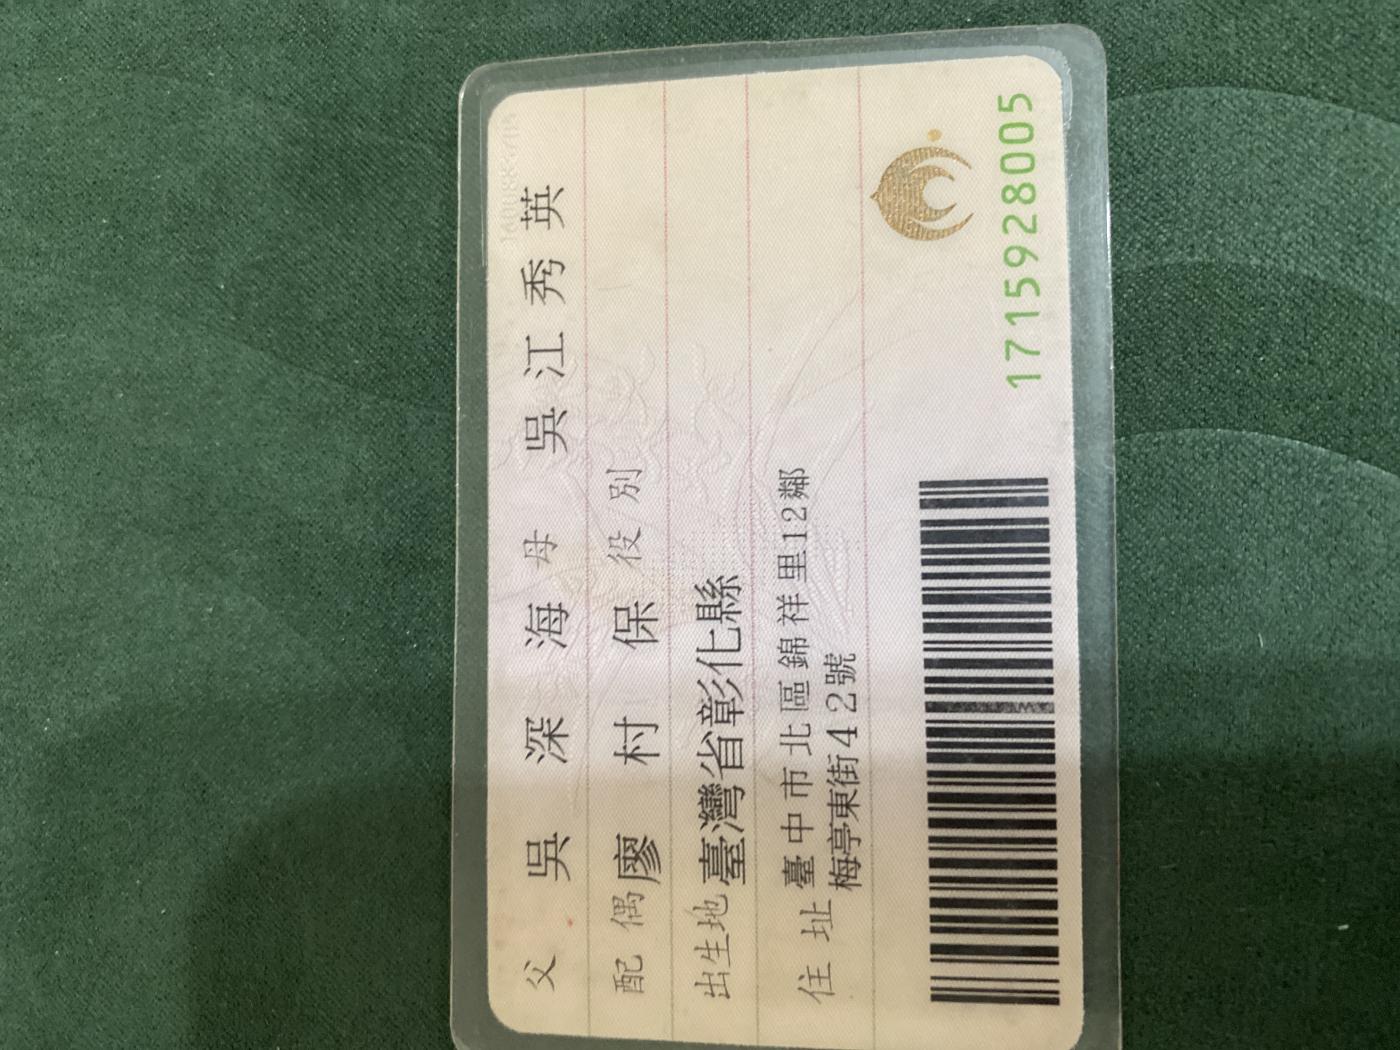 父 吳 深 海 母 吳 江 秀 英
配偶 廖 村 保 役別
出生地 臺灣省彰化縣
住址 臺中市北區錦祥里12鄰
梅亭東街42號
1715928005